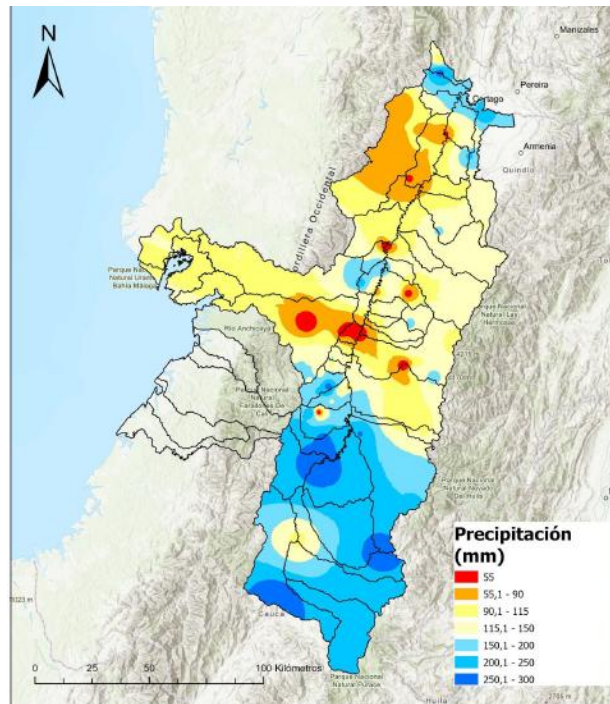 N
Manizales
Pereira
Cartago
Armenia
Quindío
Cordillera Occidental
Parque Nacional
Natural Uramba
Bahía Málaga
Río Anchicayá
Parque Nacional
Natural Las
Hermosas
Parque Nacional
Natural
Farallones De
Cali
Parque Nacional
Natural Nevado
Del Huila
Cauca
Parque Nacional
Natural Puracé
Huila
0 25 50 100 Kilómetros
Precipitación
(mm)
55
55,1 - 90
90,1 - 115
115,1 - 150
150,1 - 200
200,1 - 250
250,1 - 300